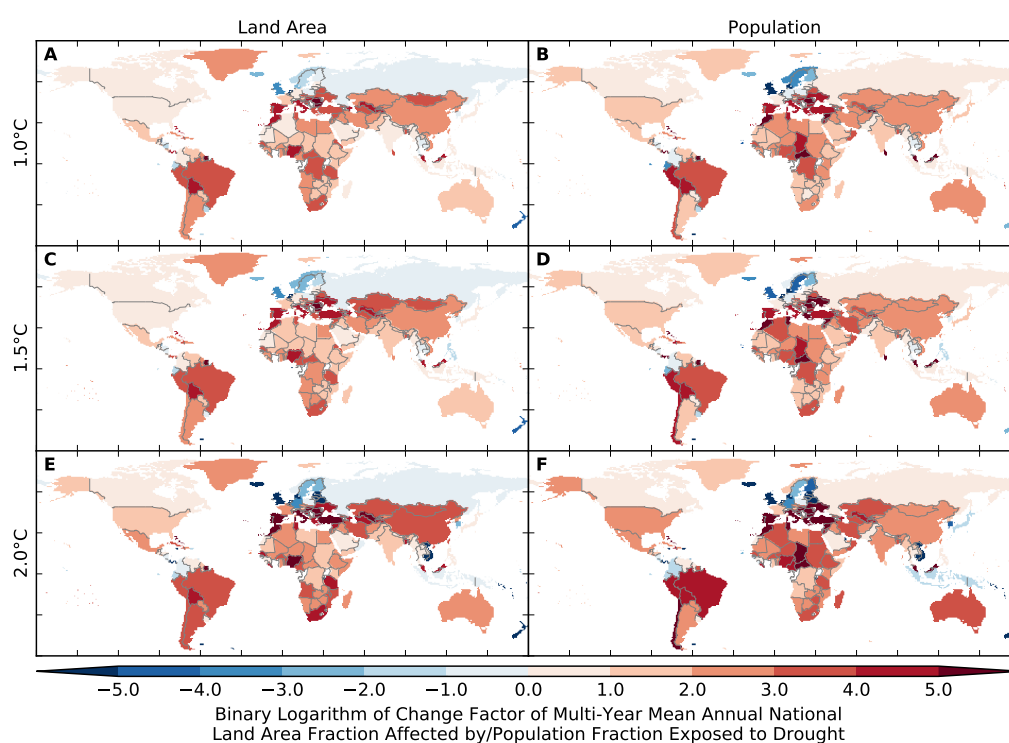 Land Area
Population
A
B
1.0°C
C
D
1.5°C
E
F
2.0°C
−5.0 −4.0 −3.0 −2.0 −1.0 0.0 1.0 2.0 3.0 4.0 5.0
Binary Logarithm of Change Factor of Multi-Year Mean Annual National
Land Area Fraction Affected by/Population Fraction Exposed to Drought